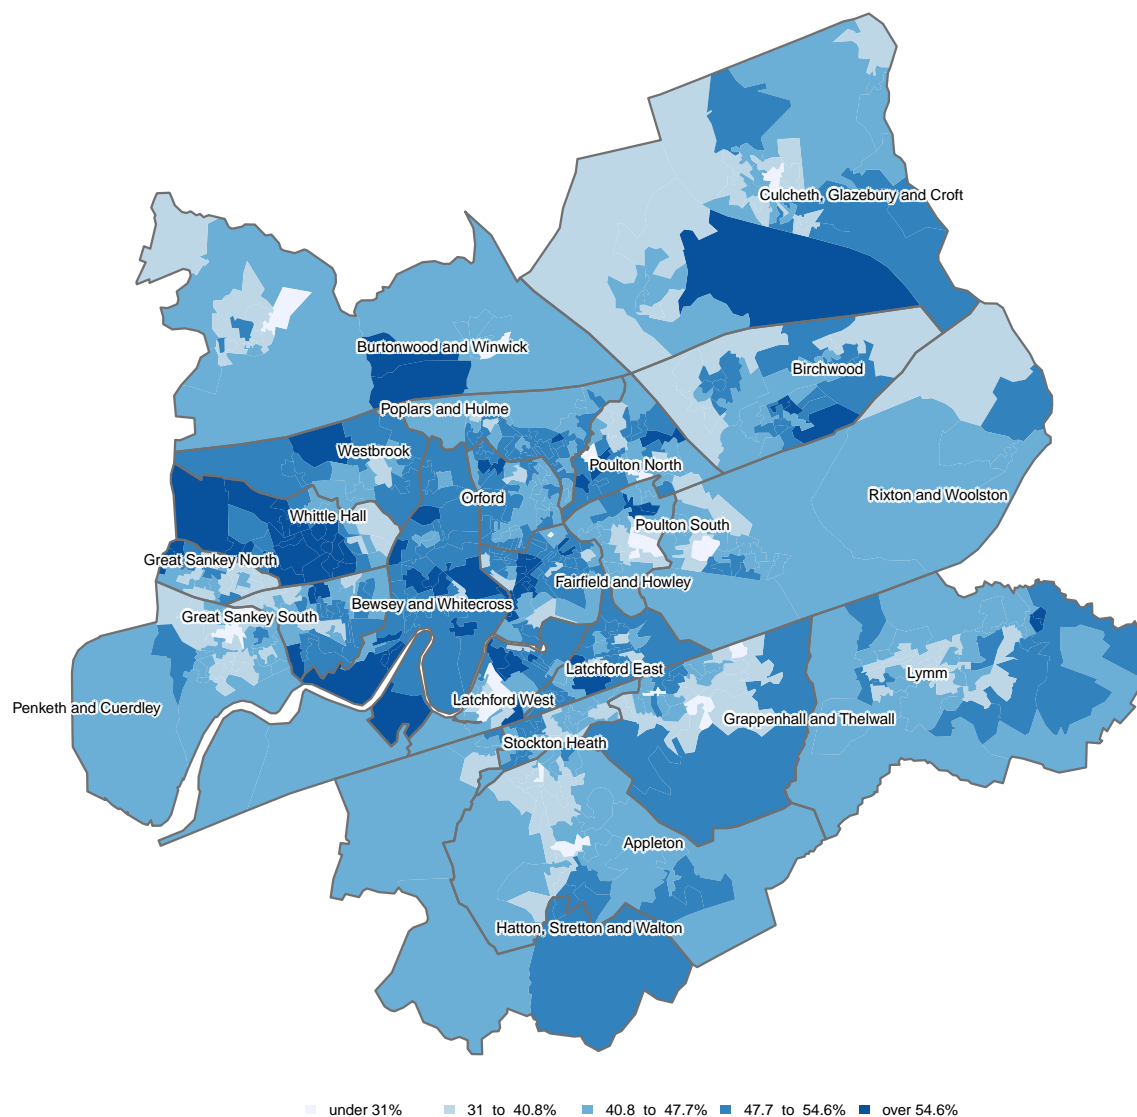 Culcheth, Glazebury and Croft
Burtonwood and Winwick
Birchwood
Poplars and Hulme
Westbrook
Poulton North
Orford
Rixton and Woolston
Whittle Hall
Poulton South
Great Sankey North
Fairfield and Howley
Bewsey and Whitecross
Great Sankey South
Latchford East
Lymm
Latchford West
Penketh and Cuerdley
Grappenhall and Thelwall
Stockton Heath
Appleton
Hatton, Stretton and Walton
under 31% 31 to 40.8% 40.8 to 47.7% 47.7 to 54.6% over 54.6%